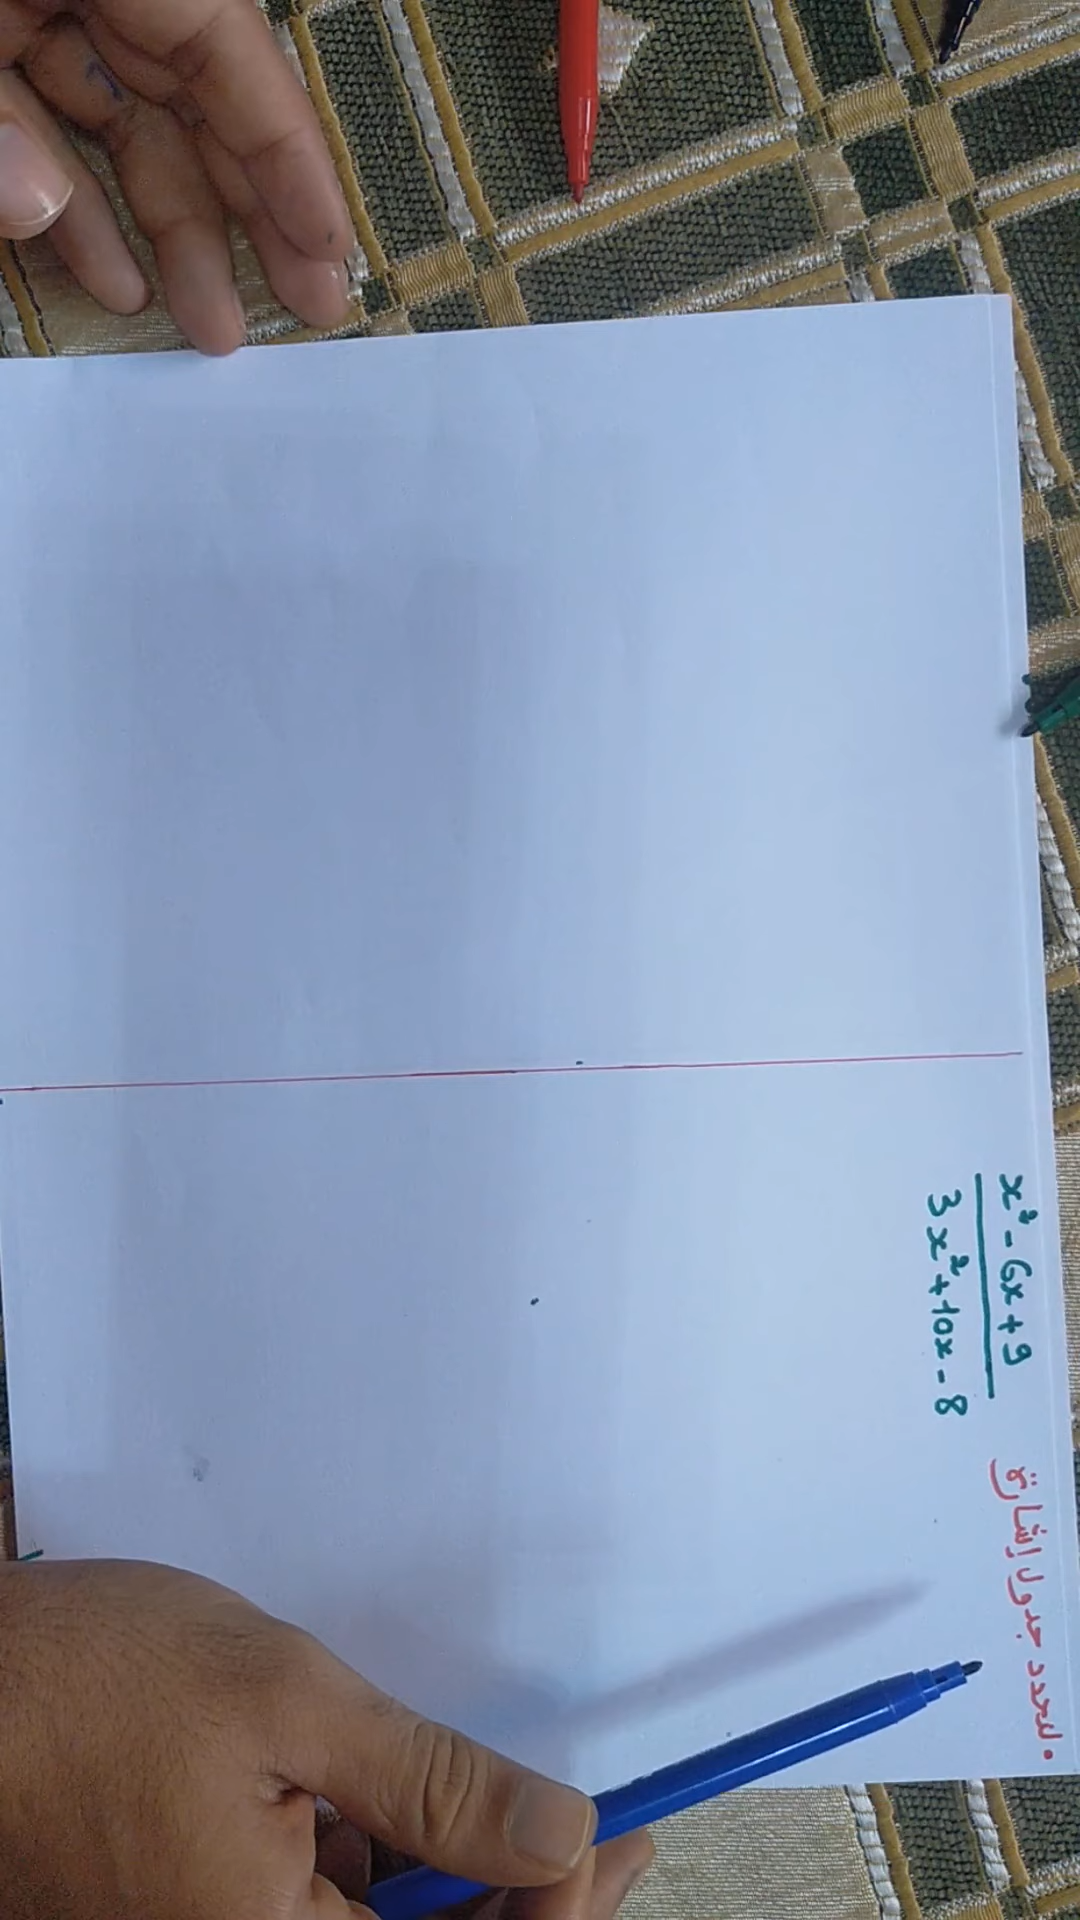 • لنحدد جدول إشارة
x² - 6x + 9
3x² + 10x - 8